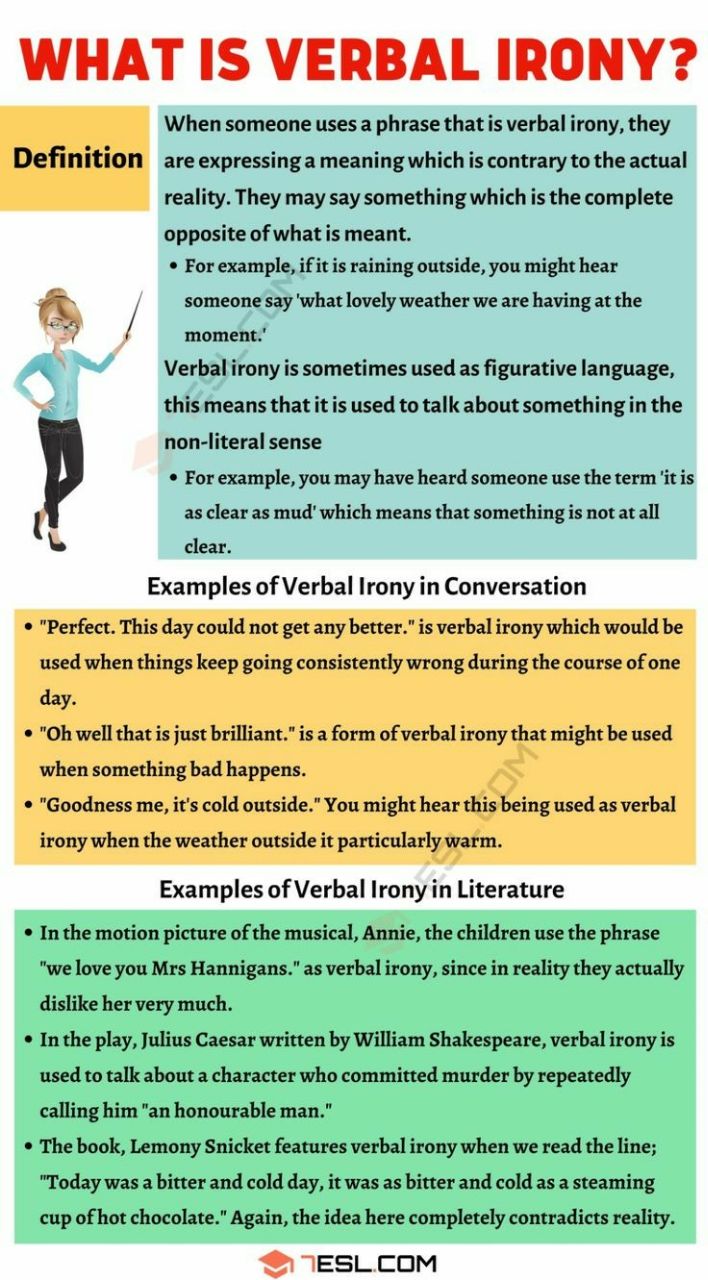 WHAT IS VERBAL IRONY?
Definition
When someone uses a phrase that is verbal irony, they
are expressing a meaning which is contrary to the actual
reality. They may say something which is the complete
opposite of what is meant.
• For example, if it is raining outside, you might hear
someone say 'what lovely weather we are having at the
moment.'
Verbal irony is sometimes used as figurative language,
this means that it is used to talk about something in the
non-literal sense
• For example, you may have heard someone use the term 'it is
as clear as mud' which means that something is not at all
clear.
7ESL.COM
Examples of Verbal Irony in Conversation
• "Perfect. This day could not get any better." is verbal irony which would be
used when things keep going consistently wrong during the course of one
day.
• "Oh well that is just brilliant." is a form of verbal irony that might be used
when something bad happens.
• "Goodness me, it's cold outside." You might hear this being used as verbal
irony when the weather outside it particularly warm.
7ESL.COM
Examples of Verbal Irony in Literature
• In the motion picture of the musical, Annie, the children use the phrase
"we love you Mrs Hannigans." as verbal irony, since in reality they actually
dislike her very much.
• In the play, Julius Caesar written by William Shakespeare, verbal irony is
used to talk about a character who committed murder by repeatedly
calling him "an honourable man."
• The book, Lemony Snicket features verbal irony when we read the line;
"Today was a bitter and cold day, it was as bitter and cold as a steaming
cup of hot chocolate." Again, the idea here completely contradicts reality.
7ESL.COM